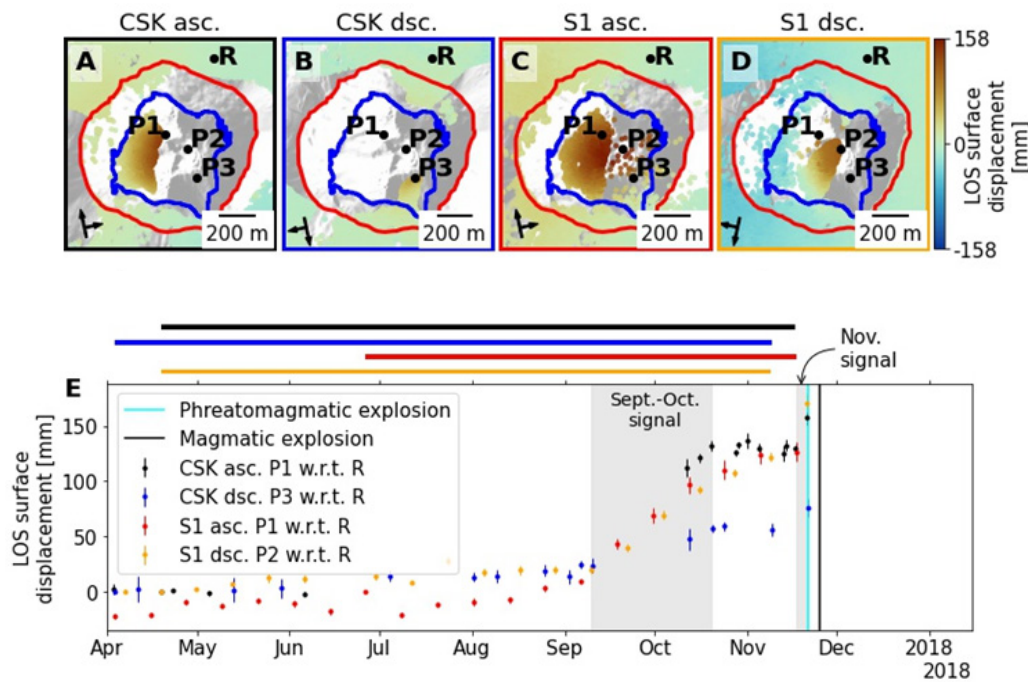 CSK asc.
CSK dsc.
S1 asc.
S1 dsc.
A
R
P1
P2
P3
200 m
B
R
P1
P2
P3
200 m
C
R
P1
P2
P3
200 m
D
R
P1
P2
P3
200 m
158
0
-158
LOS surface
displacement
[mm]
E
Nov.
signal
Sept.-Oct.
signal
Phreatomagmatic explosion
Magmatic explosion
CSK asc. P1 w.r.t. R
CSK dsc. P3 w.r.t. R
S1 asc. P1 w.r.t. R
S1 dsc. P2 w.r.t. R
LOS surface
displacement [mm]
150
100
50
0
Apr May Jun Jul Aug Sep Oct Nov Dec 2018
2018